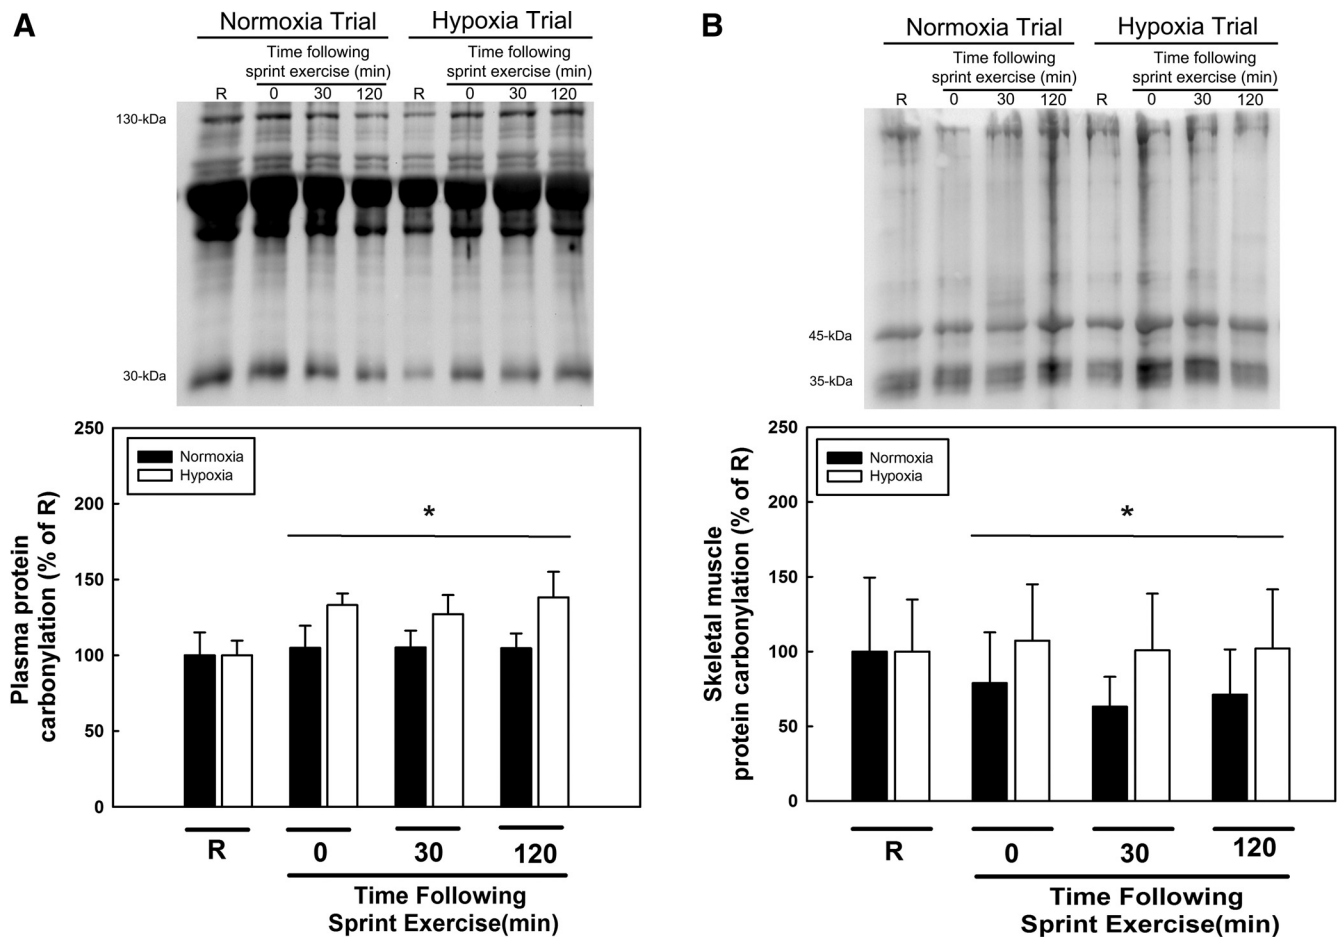 A
Normoxia Trial
Hypoxia Trial
Time following
sprint exercise (min)
Time following
sprint exercise (min)
R 0 30 120 R 0 30 120
130-kDa
30-kDa
250
200
150
100
50
0
Plasma protein
carbonylation (% of R)
Normoxia
Hypoxia
*
R 0 30 120
Time Following
Sprint Exercise(min)
B
Normoxia Trial
Hypoxia Trial
Time following
sprint exercise (min)
Time following
sprint exercise (min)
R 0 30 120 R 0 30 120
45-kDa
35-kDa
250
200
150
100
50
0
Skeletal muscle
protein carbonylation (% of R)
Normoxia
Hypoxia
*
R 0 30 120
Time Following
Sprint Exercise(min)